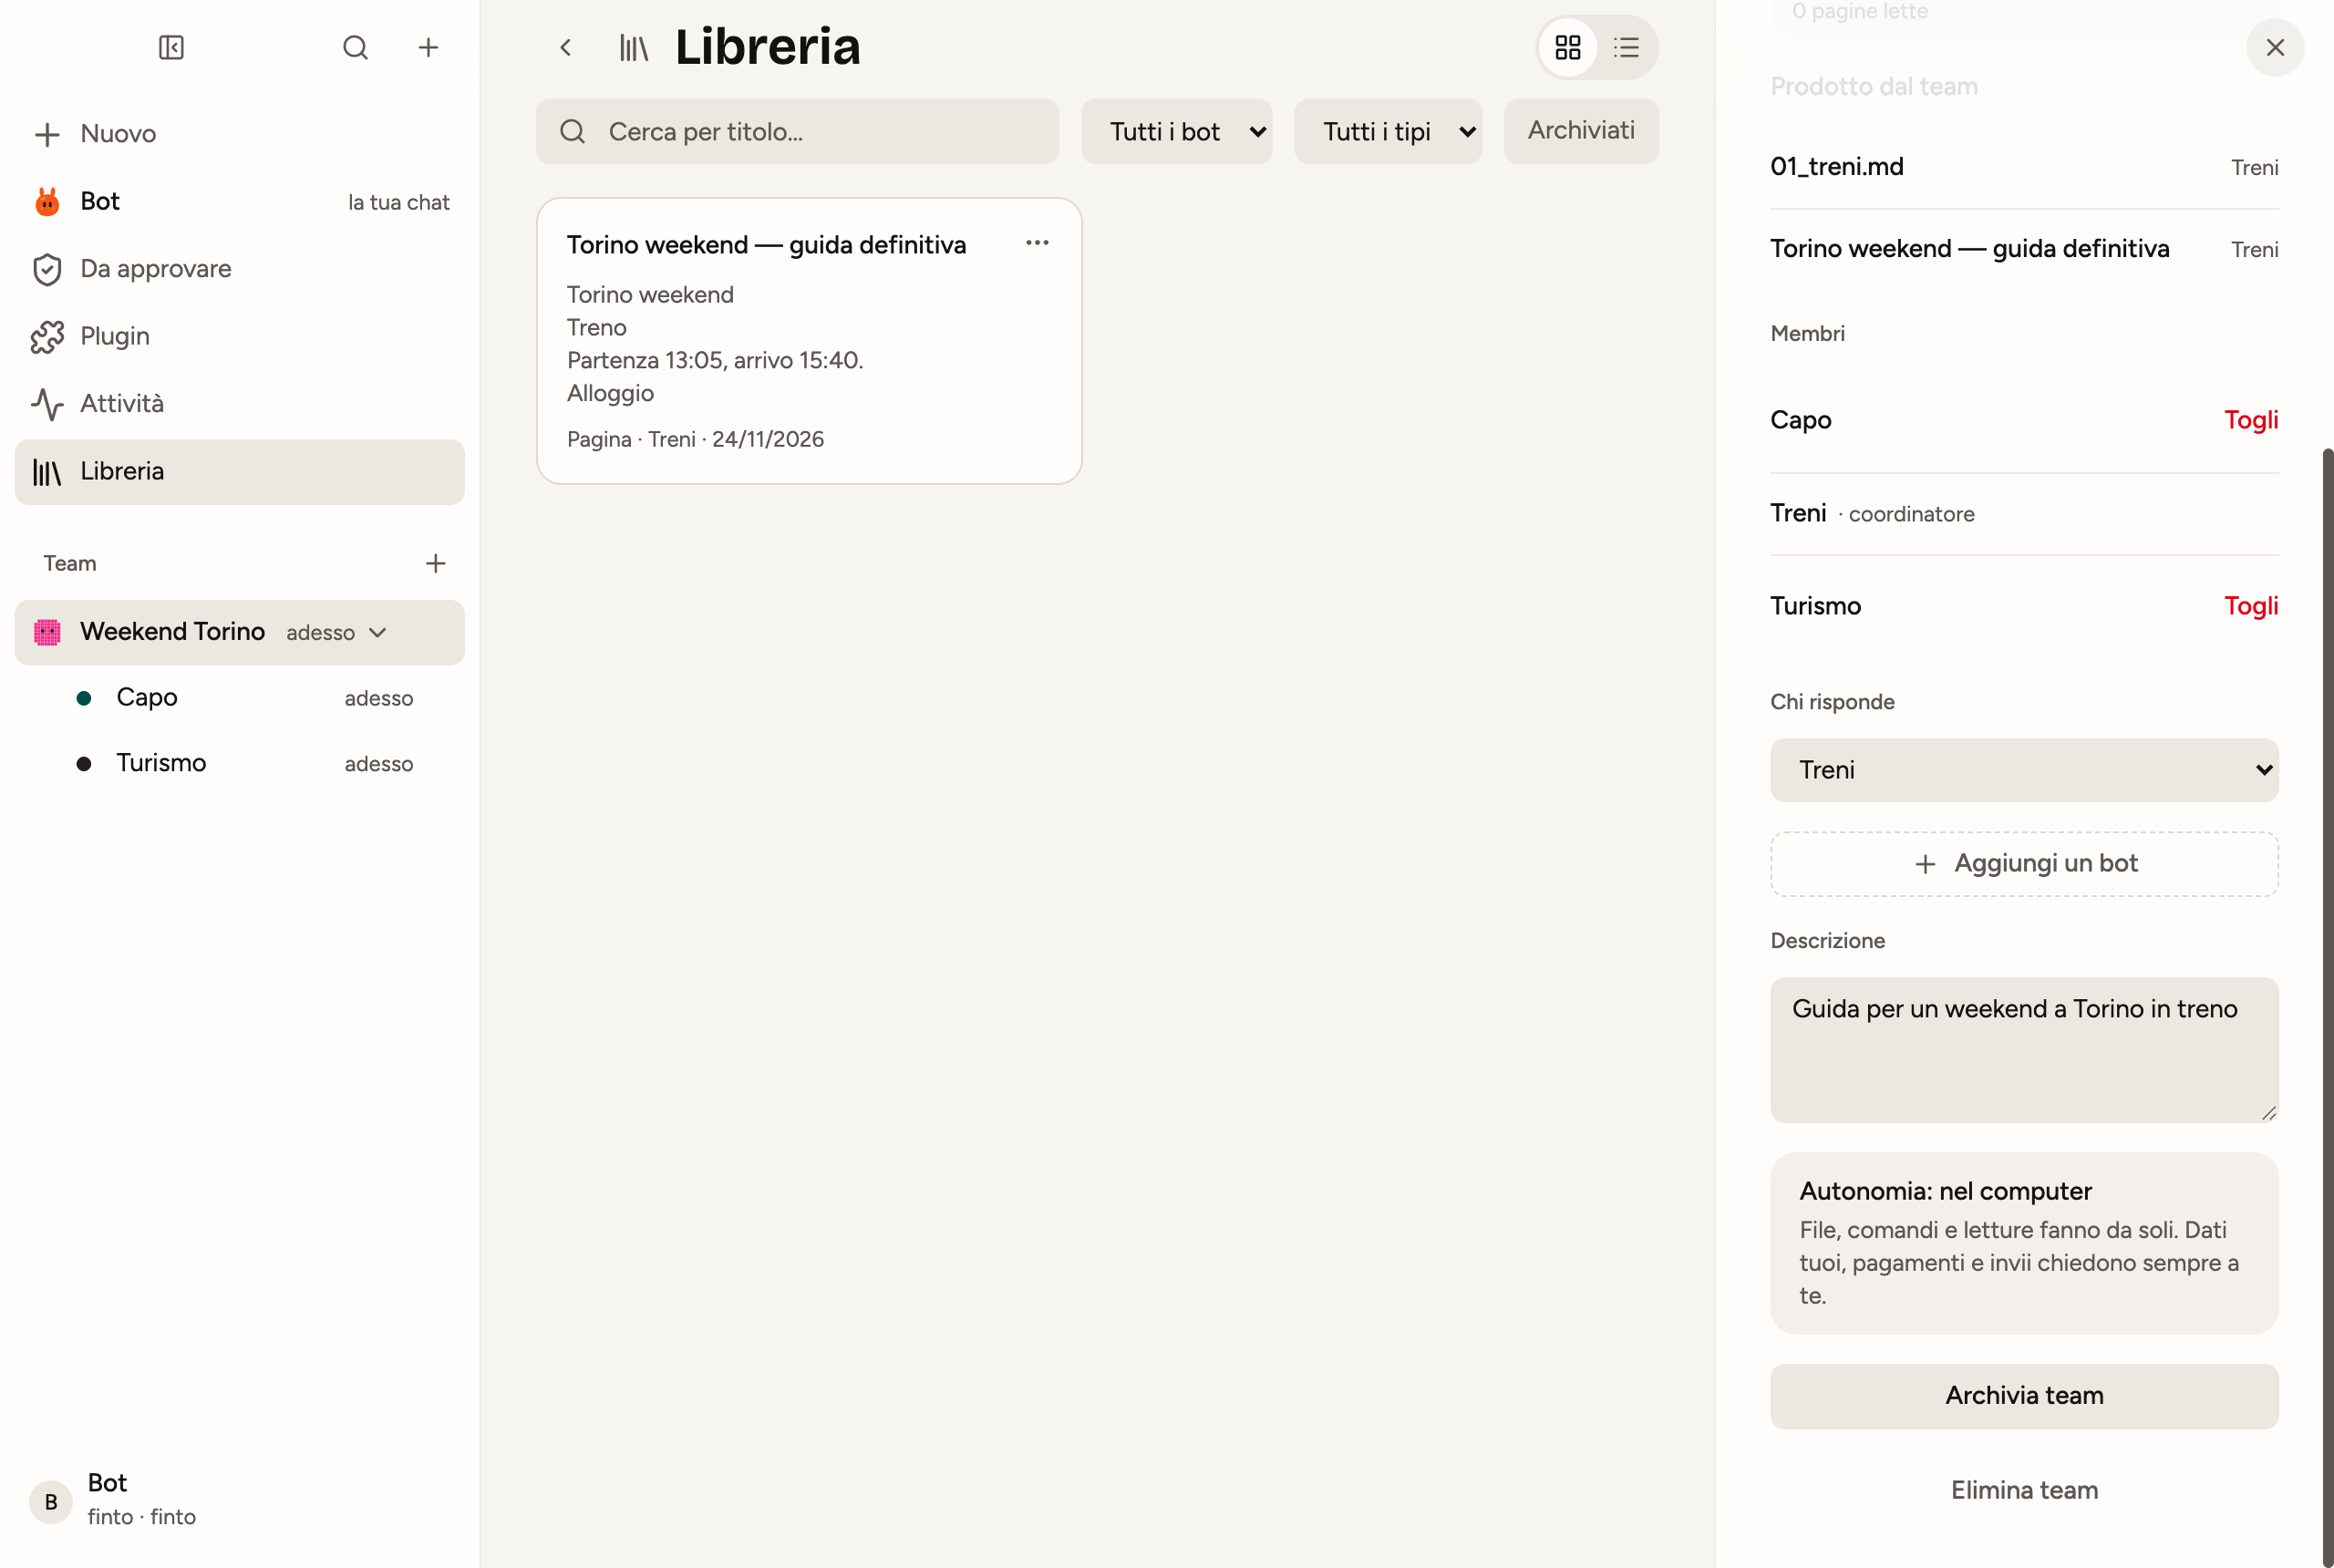 Nuovo
Bot
la tua chat
Da approvare
Plugin
Attività
Libreria
Team
Weekend Torino adesso
Capo adesso
Turismo adesso
B
Bot
finto · finto
Libreria
Cerca per titolo...
Tutti i bot
Tutti i tipi
Archiviati
Torino weekend — guida definitiva
Torino weekend
Treno
Partenza 13:05, arrivo 15:40.
Alloggio
Pagina · Treni · 24/11/2026
0 pagine lette
Prodotto dal team
01_treni.md Treni
Torino weekend — guida definitiva Treni
Membri
Capo Togli
Treni · coordinatore
Turismo Togli
Chi risponde
Treni
Aggiungi un bot
Descrizione
Guida per un weekend a Torino in treno
Autonomia: nel computer
File, comandi e letture fanno da soli. Dati
tuoi, pagamenti e invii chiedono sempre a
te.
Archivia team
Elimina team